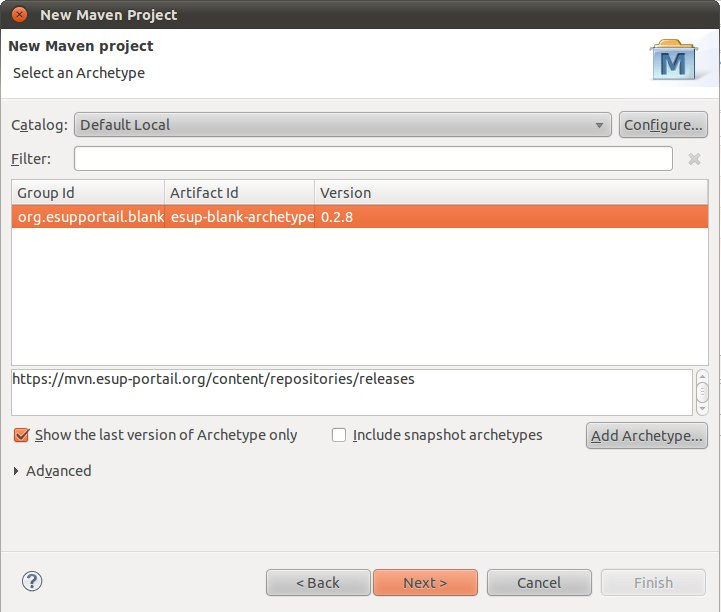 New Maven Project
New Maven project
Select an Archetype
M
Catalog: Default Local Configure...
Filter:
Group Id Artifact Id Version
org.esupportail.blank esup-blank-archetype 0.2.8
https://mvn.esup-portail.org/content/repositories/releases
Show the last version of Archetype only Include snapshot archetypes Add Archetype...
Advanced
? < Back Next > Cancel Finish